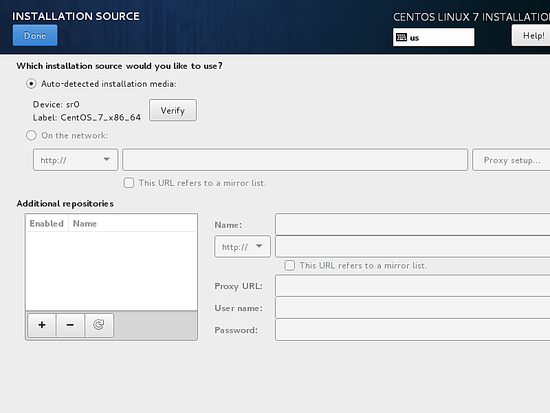 INSTALLATION SOURCE
CENTOS LINUX 7 INSTALLATIO
Done
us
Help!
Which installation source would you like to use?
Auto-detected installation media:
Device: sr0
Label: CentOS_7_x86_64
Verify
On the network:
http://
Proxy setup...
This URL refers to a mirror list.
Additional repositories
Enabled Name
Name:
http://
This URL refers to a mirror list.
Proxy URL:
User name:
Password: